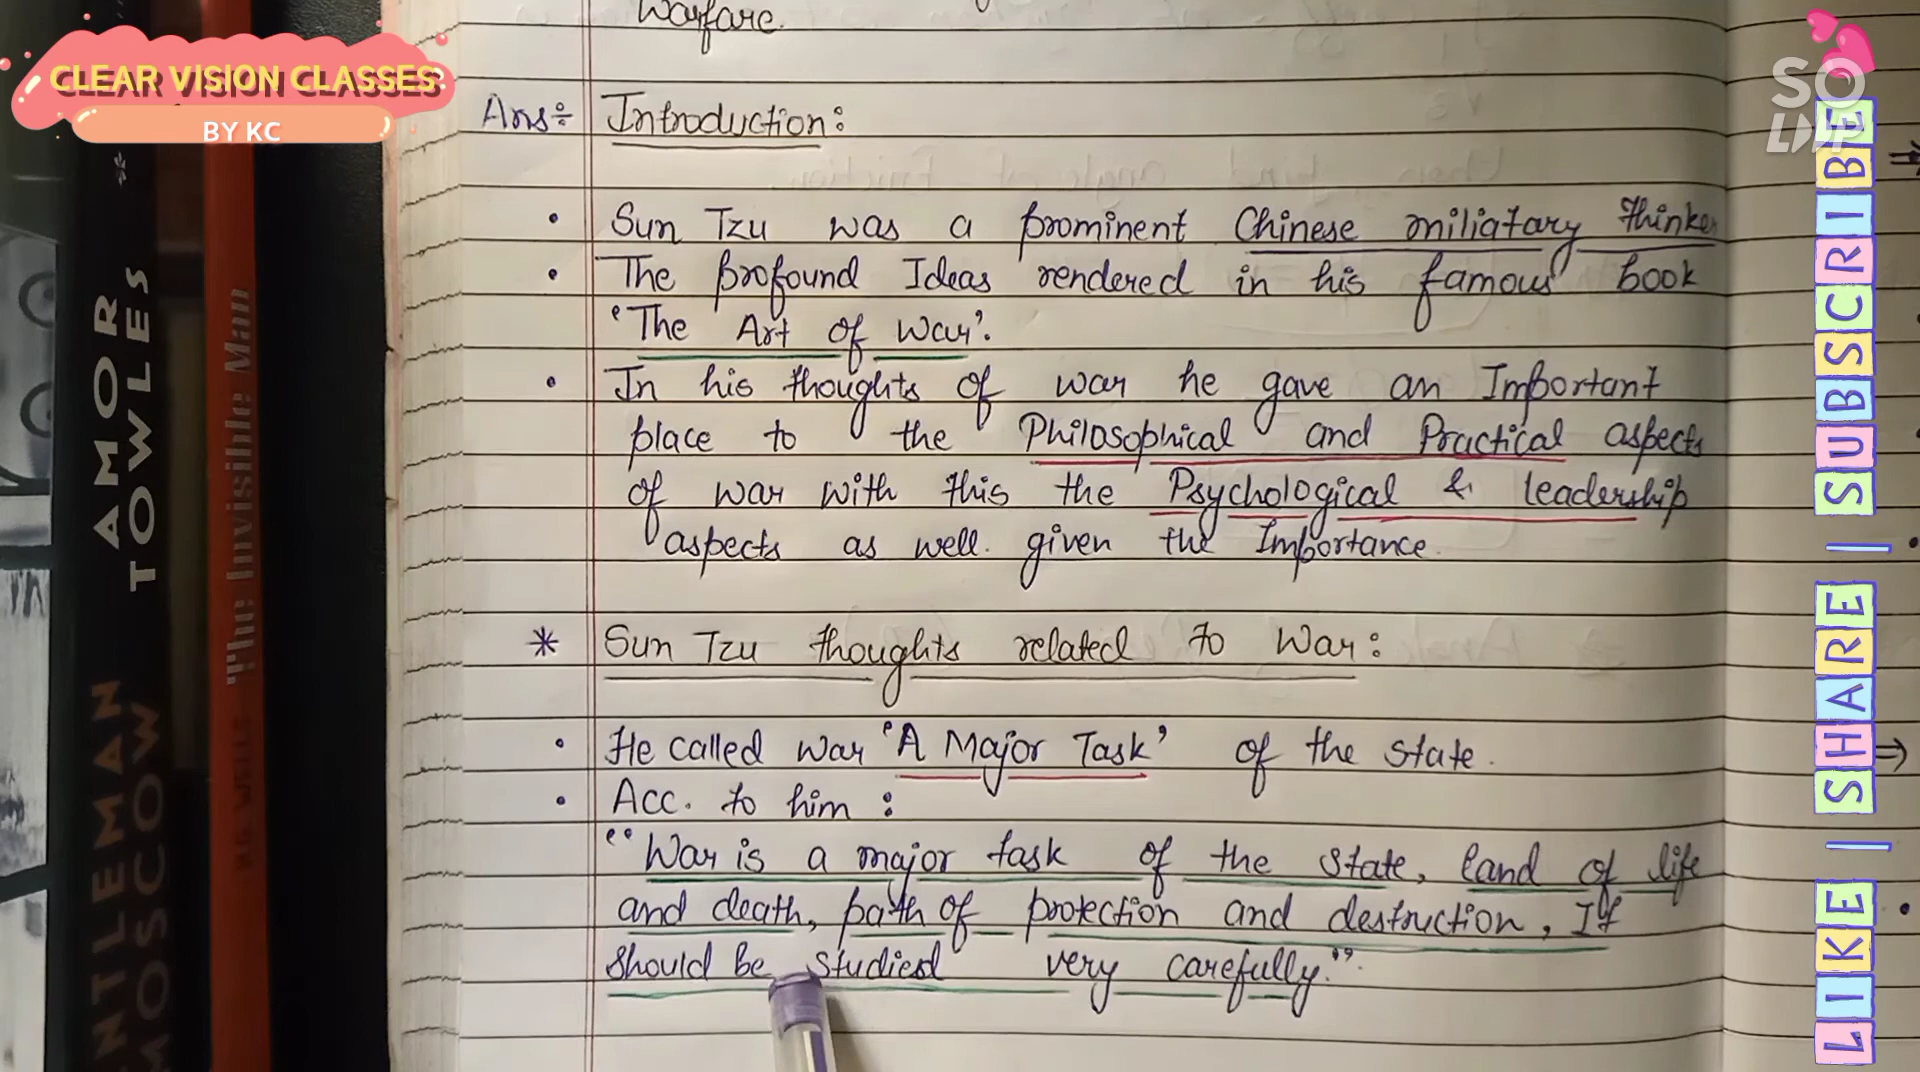 Warfare.
CLEAR VISION CLASSES
BY KC
Ans÷ Introduction:
• Sun Tzu was a prominent Chinese miliatary thinker
• The profound Ideas rendered in his famous book
'The Art of War'.
• In his thoughts of war he gave an Important
place to the Philosophical and Practical aspects
of war with this the Psychological & leadership
aspects as well given the Importance.
* Sun Tzu thoughts related to War:
• He called war 'A Major Task' of the state.
• Acc. to him :
"War is a major task of the state, land of life
and death, path of protection and destruction, It
should be studied very carefully."
AMOR
TOWLES
NTLEMAN
MOSCOW
The Invisible Man
SOLUP
LIKE | SHARE | SUBSCRIBE